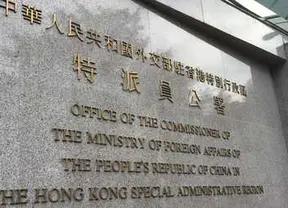 中華人民共和國外交部駐香港特別行政區
特派員公署
OFFICE OF THE COMMISSIONER OF
THE MINISTRY OF FOREIGN AFFAIRS OF
THE PEOPLE'S REPUBLIC OF CHINA IN
THE HONG KONG SPECIAL ADMINISTRATIVE REGION